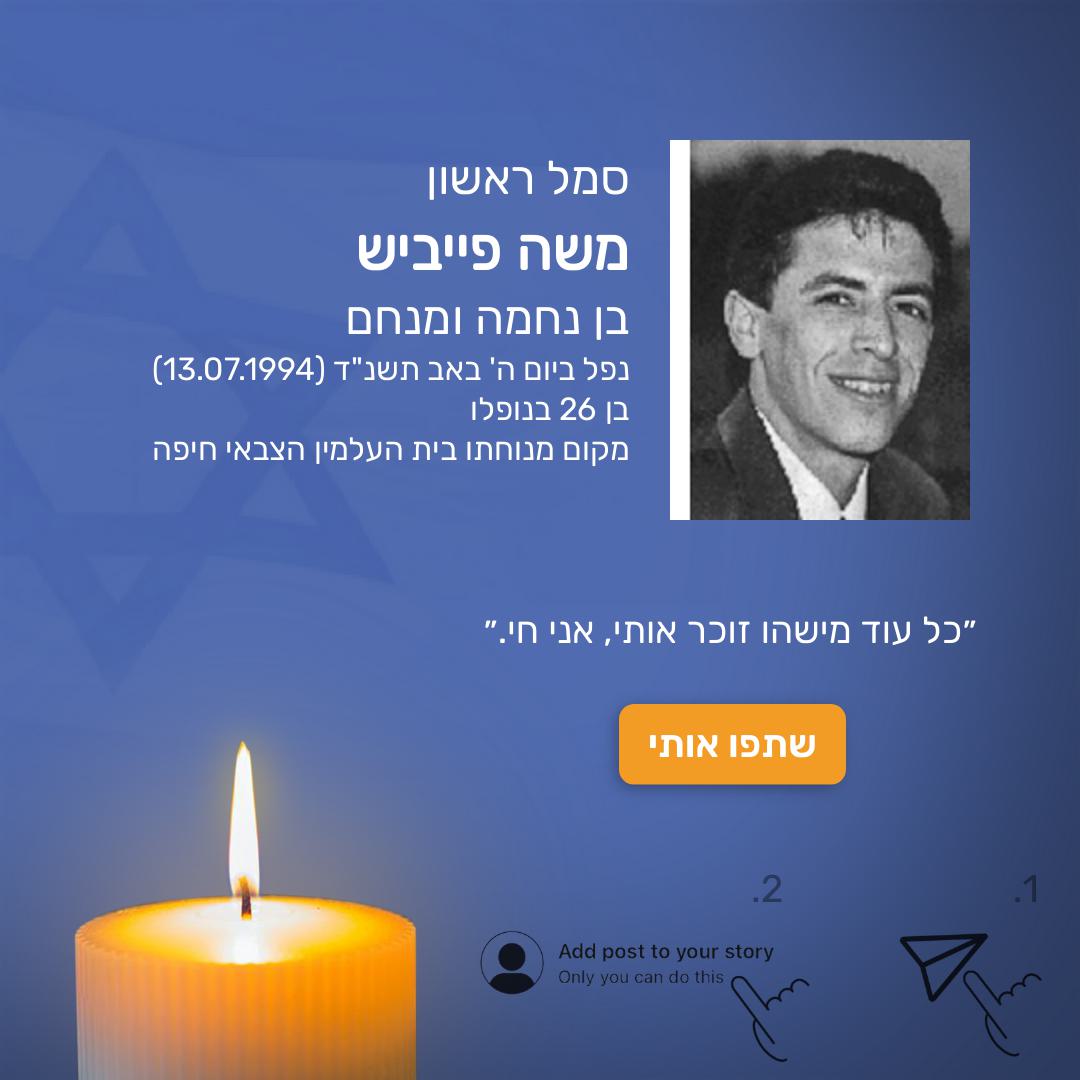 סמל ראשון
משה פייביש
בן נחמה ומנחם
נפל ביום ה' באב תשנ"ד (13.07.1994)
בן 26 בנופלו
מקום מנוחתו בית העלמין הצבאי חיפה
״כל עוד מישהו זוכר אותי, אני חי.״
שתפו אותי
1.
2.
Add post to your story
Only you can do this